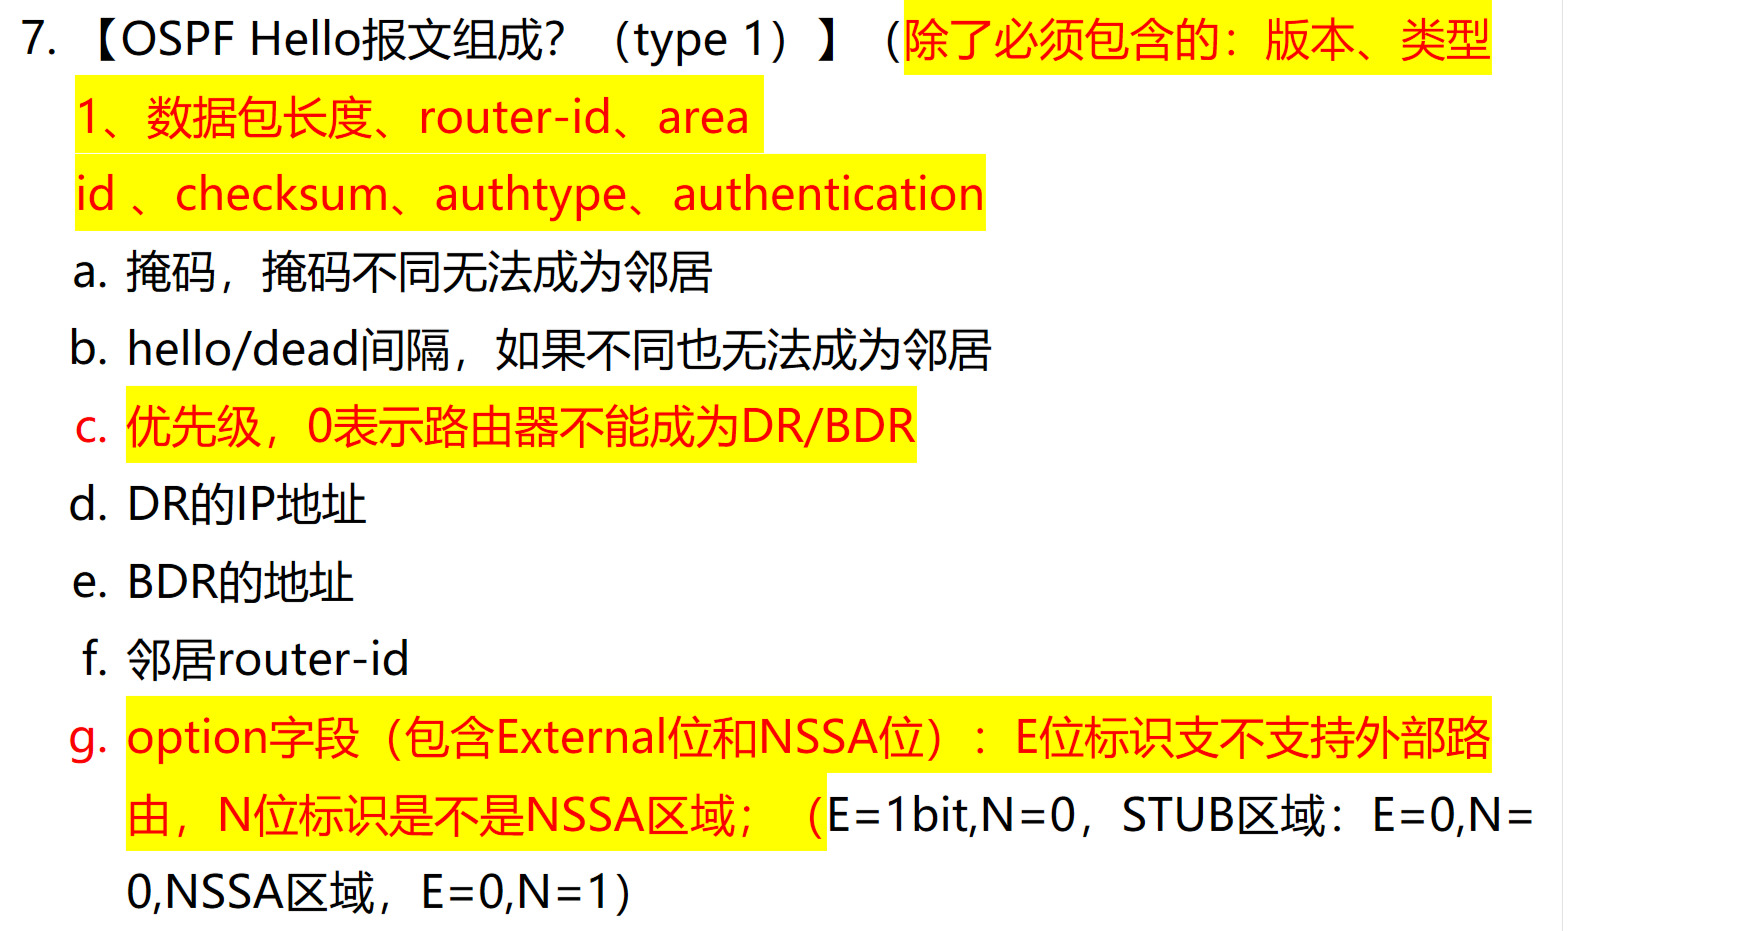 7. 【OSPF Hello报文组成？（type 1）】（除了必须包含的：版本、类型
1、数据包长度、router-id、area
id 、checksum、authtype、authentication
a. 掩码，掩码不同无法成为邻居
b. hello/dead间隔，如果不同也无法成为邻居
c. 优先级，0表示路由器不能成为DR/BDR
d. DR的IP地址
e. BDR的地址
f. 邻居router-id
g. option字段（包含External位和NSSA位）：E位标识支不支持外部路
由，N位标识是不是NSSA区域；（E=1bit,N=0，STUB区域：E=0,N=
0,NSSA区域，E=0,N=1）